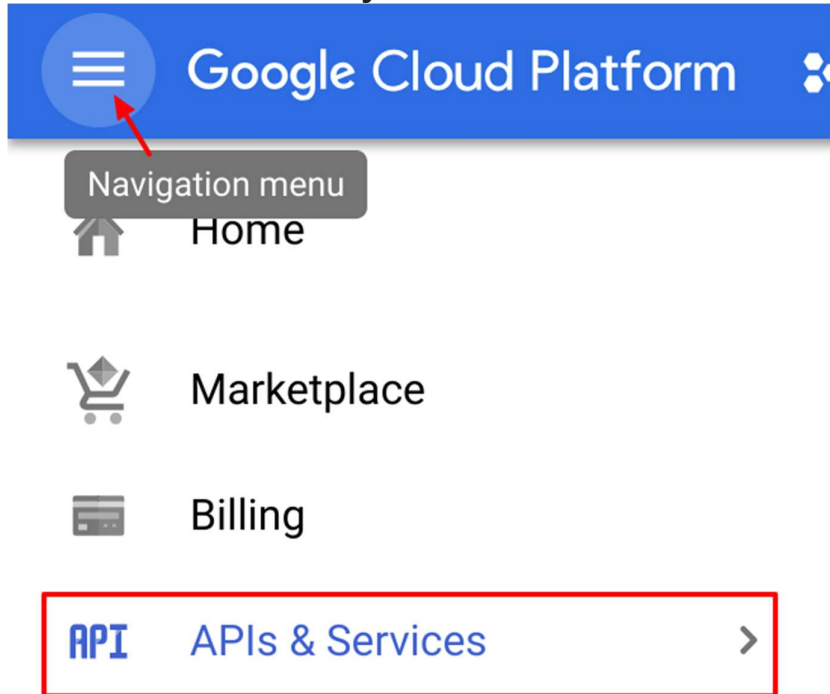 Google Cloud Platform
Navigation menu
Home
Marketplace
Billing
API APIs & Services